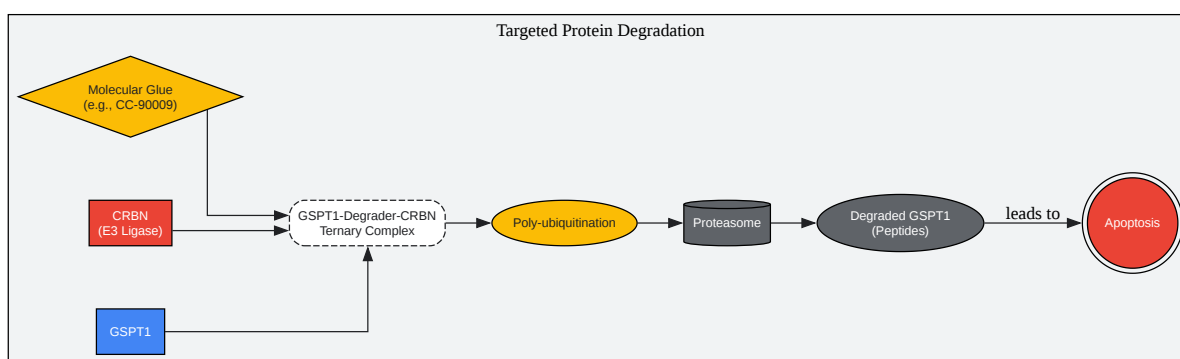 Targeted Protein Degradation
Molecular Glue
(e.g., CC-90009)
CRBN
(E3 Ligase)
GSPT1
GSPT1-Degrader-CRBN
Ternary Complex
Poly-ubiquitination
Proteasome
Degraded GSPT1
(Peptides)
leads to
Apoptosis